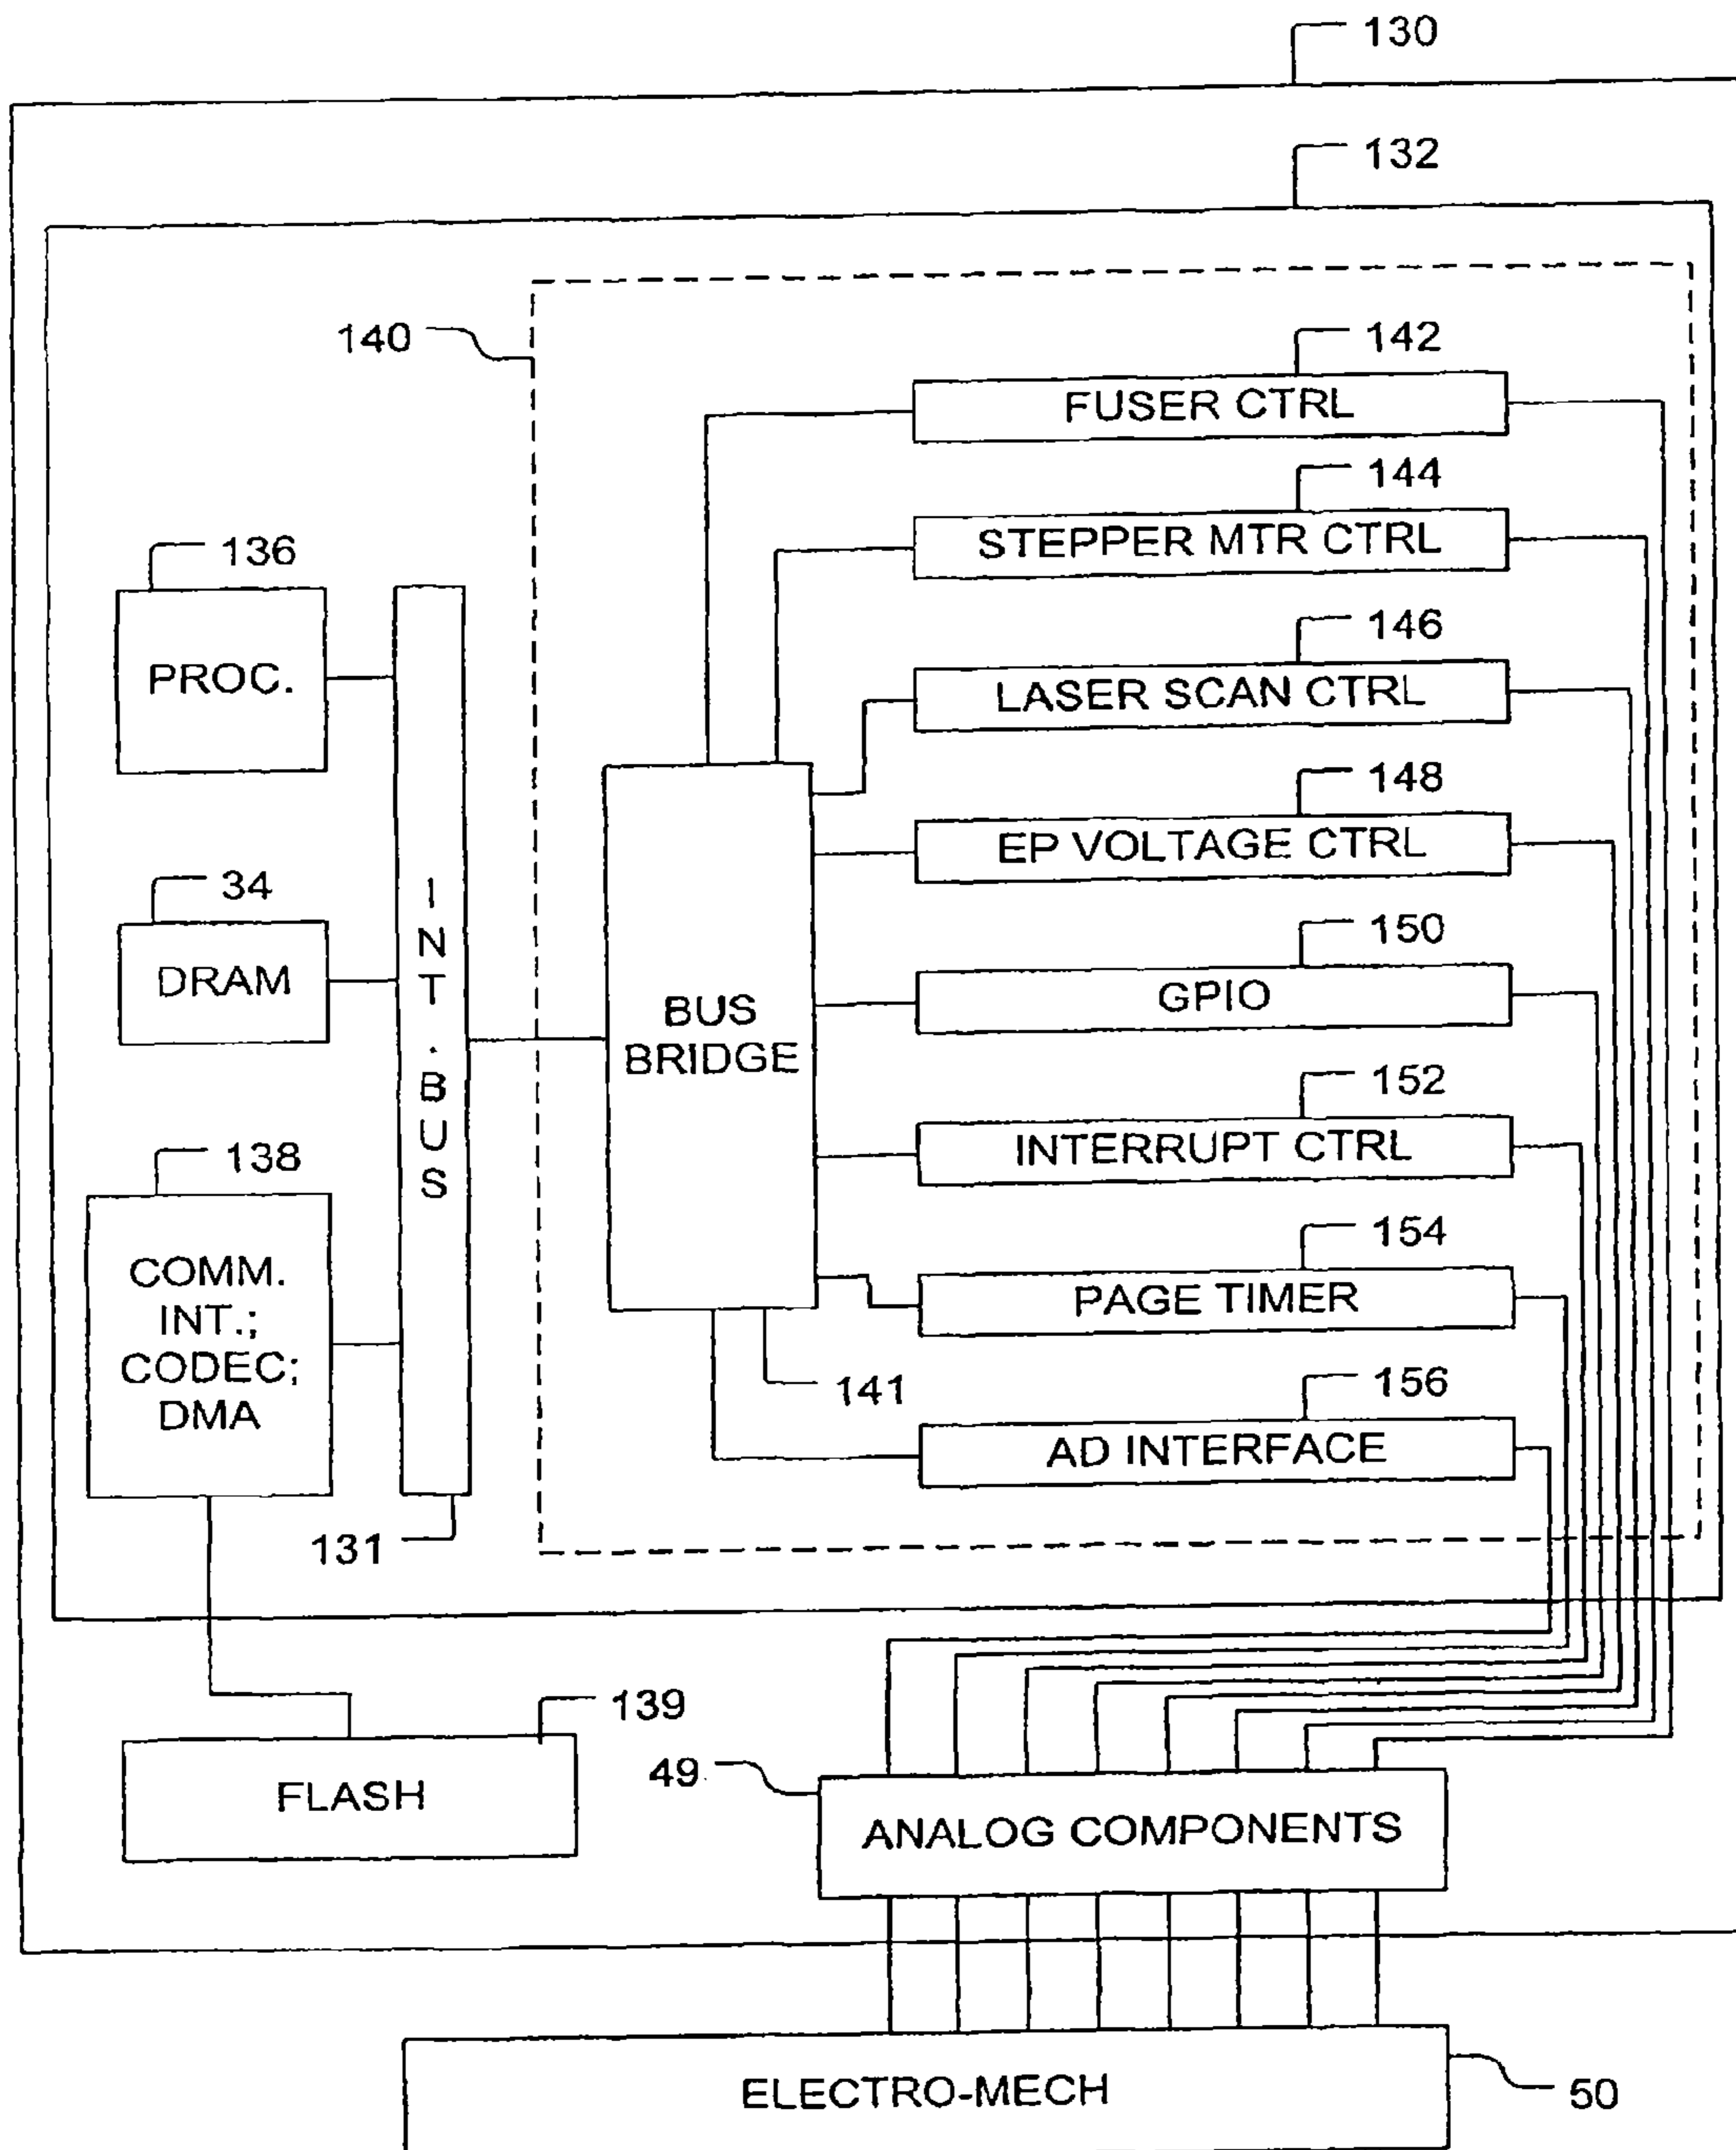 130
132
140
142
FUSER CTRL
144
STEPPER MTR CTRL
136
PROC.
146
LASER SCAN CTRL
148
EP VOLTAGE CTRL
34
DRAM
INT.BUS
BUS
BRIDGE
150
GPIO
152
INTERRUPT CTRL
138
COMM.
INT.;
CODEC;
DMA
154
PAGE TIMER
141
156
AD INTERFACE
131
139
FLASH
49
ANALOG COMPONENTS
ELECTRO-MECH
50